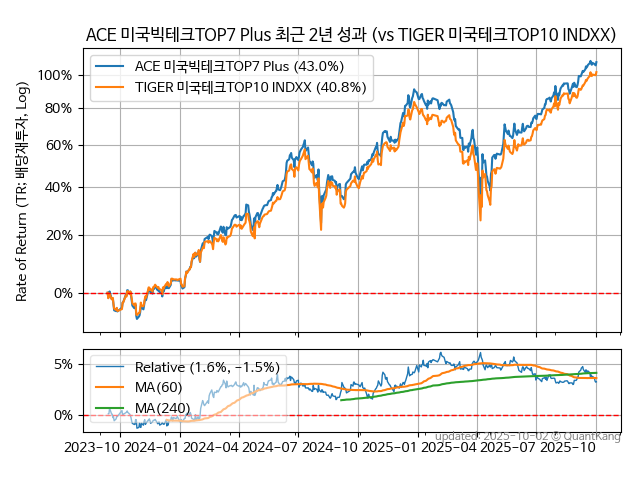 ACE 미국빅테크TOP7 Plus 최근 2년 성과 (vs TIGER 미국테크TOP10 INDXX)
Rate of Return (TR: 배당재투자, Log)
100%
80%
60%
40%
20%
0%
ACE 미국빅테크TOP7 Plus (43.0%)
TIGER 미국테크TOP10 INDXX (40.8%)
5%
0%
Relative (1.6%, −1.5%)
MA(60)
MA(240)
2023-10 2024-01 2024-04 2024-07 2024-10 2025-01 2025-04 2025-07 2025-10
updated: 2025-10-02 © QuantKang